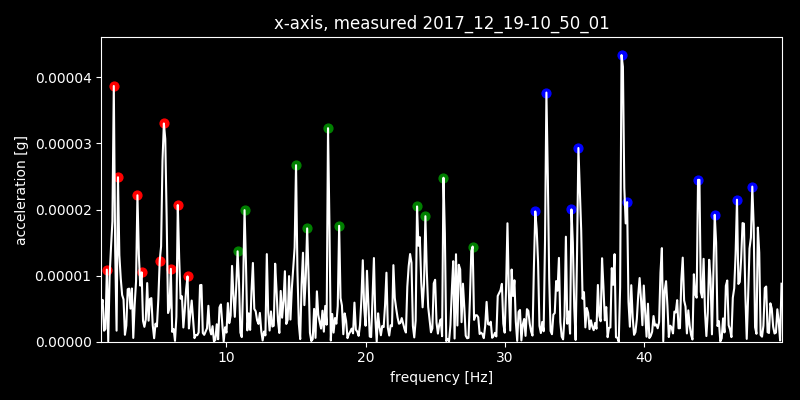 x-axis, measured 2017_12_19-10_50_01
acceleration [g]
0.00004
0.00003
0.00002
0.00001
0.00000
10 20 30 40
frequency [Hz]